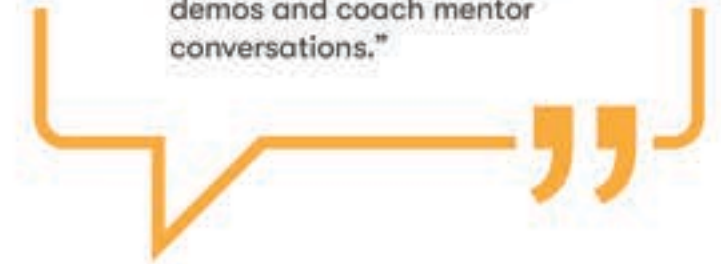 demos and coach mentor
conversations.”